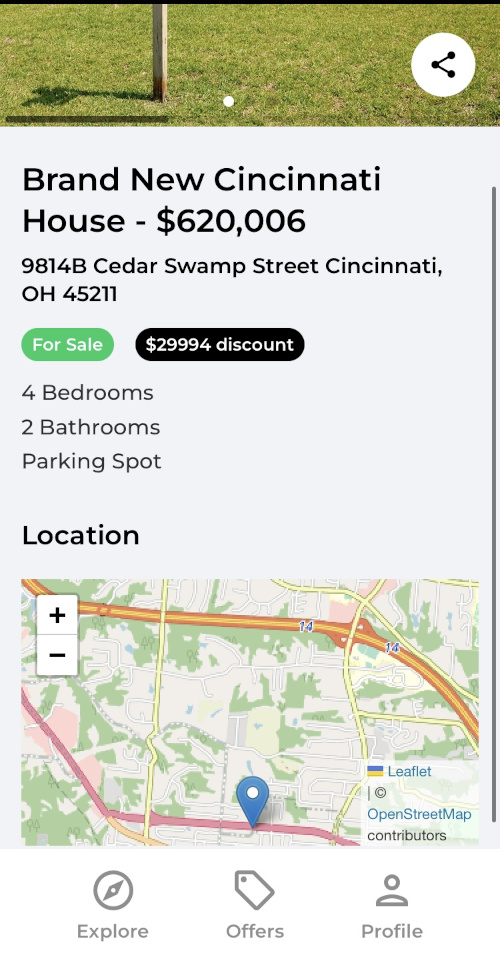 Brand New Cincinnati
House - $620,006
9814B Cedar Swamp Street Cincinnati,
OH 45211
For Sale
$29994 discount
4 Bedrooms
2 Bathrooms
Parking Spot
Location
+
−
14
14
Leaflet
| ©
OpenStreetMap
contributors
Explore
Offers
Profile